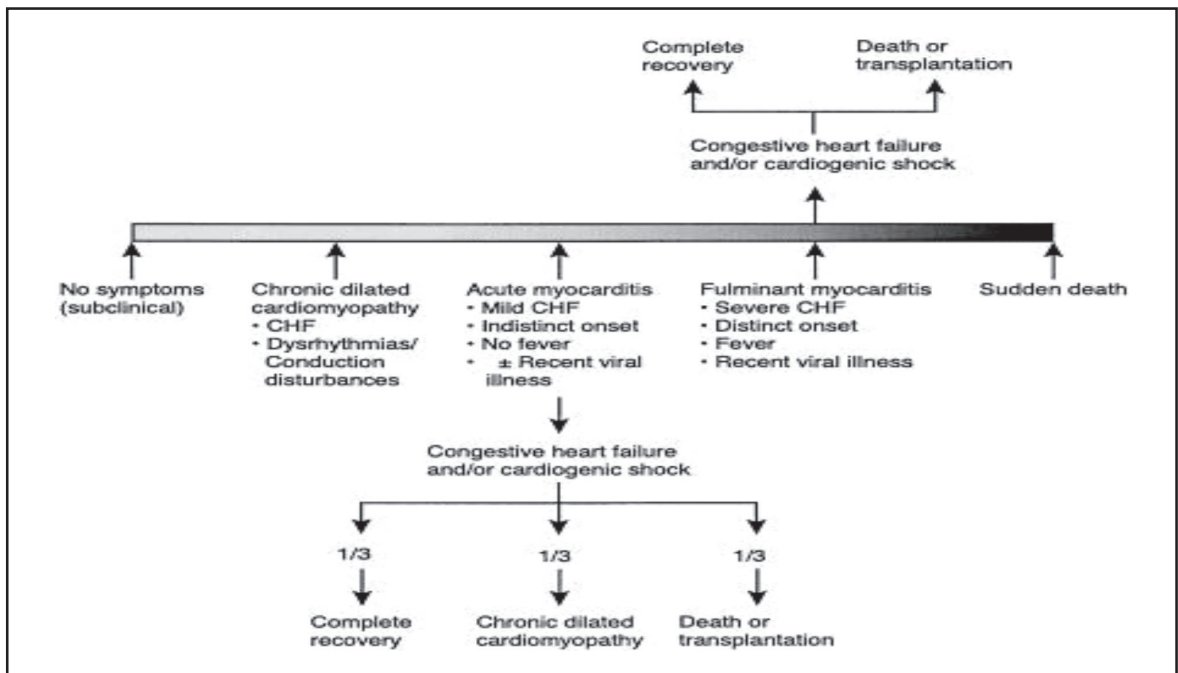 Complete
recovery
Death or
transplantation
Congestive heart failure
and/or cardiogenic shock
No symptoms
(subclinical)
Chronic dilated
cardiomyopathy
• CHF
• Dysrhythmias/
Conduction
disturbances
Acute myocarditis
• Mild CHF
• Indistinct onset
• No fever
• ± Recent viral
illness
Fulminant myocarditis
• Severe CHF
• Distinct onset
• Fever
• Recent viral illness
Sudden death
Congestive heart failure
and/or cardiogenic shock
1/3
1/3
1/3
Complete
recovery
Chronic dilated
cardiomyopathy
Death or
transplantation